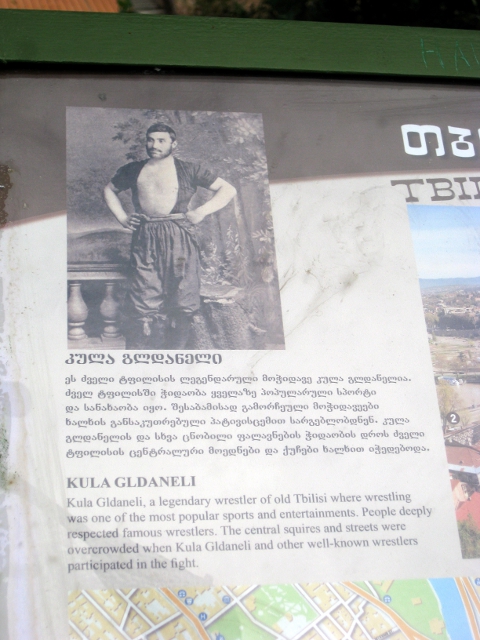 თბ
TBI
კულა გლდანელი
ეს ძველი ტფილისის ლეგენდარული მოჭიდავე კულა გლდანელია.
ძველ ტფილისში ჭიდაობა ყველაზე პოპულარული სპორტი
და სანახაობა იყო. შესაბამისად გამორჩეული მოჭიდავეები
ხალხის განსაკუთრებული პატივისცემით სარგებლობდნენ. კულა
გლდანელის და სხვა ცნობილი ფალავნების ჭიდაობის დროს ძველი
ტფილისის ცენტრალური მოედნები და ქუჩები ხალხით იჭედებოდა.
KULA GLDANELI
Kula Gldaneli, a legendary wrestler of old Tbilisi where wrestling
was one of the most popular sports and entertainments. People deeply
respected famous wrestlers. The central squires and streets were
overcrowded when Kula Gldaneli and other well-known wrestlers
participated in the fight.
2